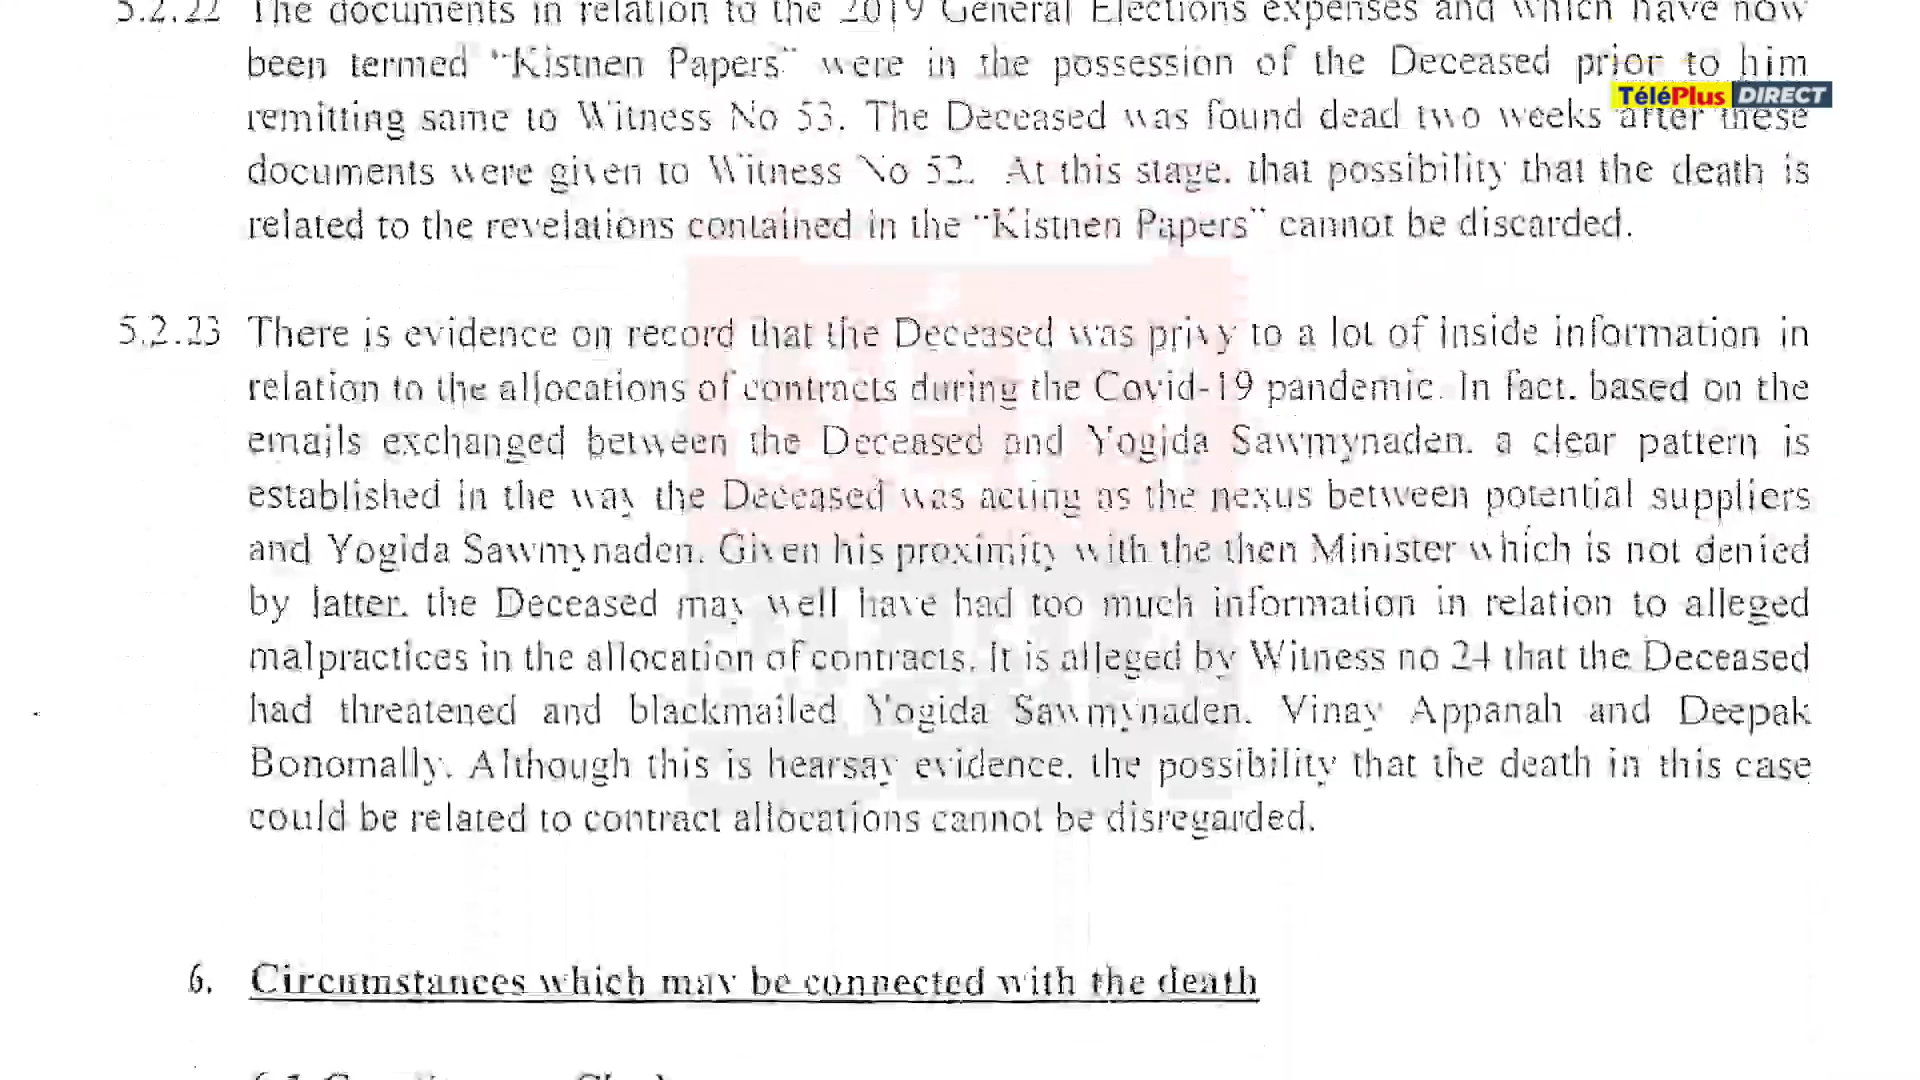 5.2.22 The documents in relation to the 2019 General Elections expenses and which have now
been termed "Kistnen Papers" were in the possession of the Deceased prior to him
TéléPlus DIRECT
remitting same to Witness No 53. The Deceased was found dead two weeks after these
documents were given to Witness No 52. At this stage, that possibility that the death is
related to the revelations contained in the "Kistnen Papers" cannot be discarded.
5.2.23 There is evidence on record that the Deceased was privy to a lot of inside information in
relation to the allocations of contracts during the Covid-19 pandemic. In fact, based on the
emails exchanged between the Deceased and Yogida Sawmynaden, a clear pattern is
established in the way the Deceased was acting as the nexus between potential suppliers
and Yogida Sawmynaden. Given his proximity with the then Minister which is not denied
by latter, the Deceased may well have had too much information in relation to alleged
malpractices in the allocation of contracts. It is alleged by Witness no 24 that the Deceased
had threatened and blackmailed Yogida Sawmynaden, Vinay Appanah and Deepak
Bonomally. Although this is hearsay evidence, the possibility that the death in this case
could be related to contract allocations cannot be disregarded.
6. Circumstances which may be connected with the death